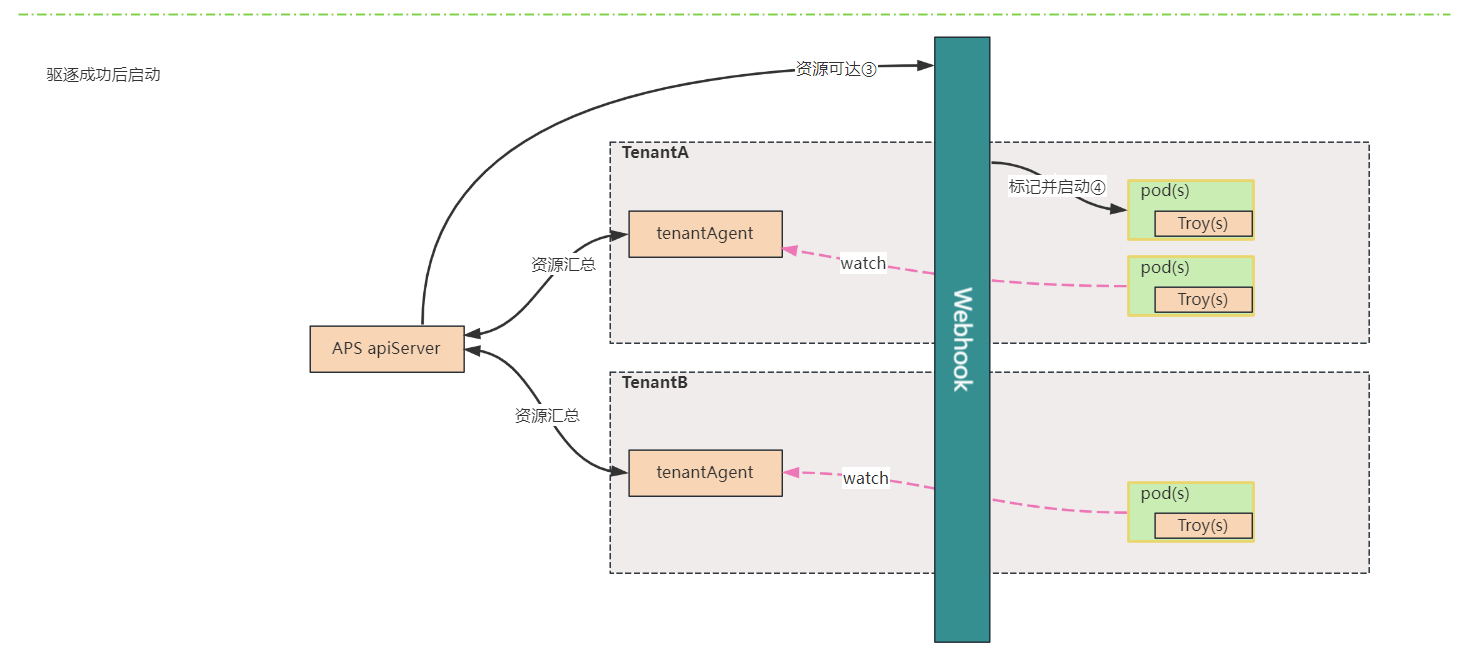 驱逐成功后启动
资源可达③
TenantA
标记并启动④
pod(s)
Troy(s)
tenantAgent
资源汇总
watch
pod(s)
Troy(s)
Webhook
APS apiServer
TenantB
资源汇总
tenantAgent
watch
pod(s)
Troy(s)